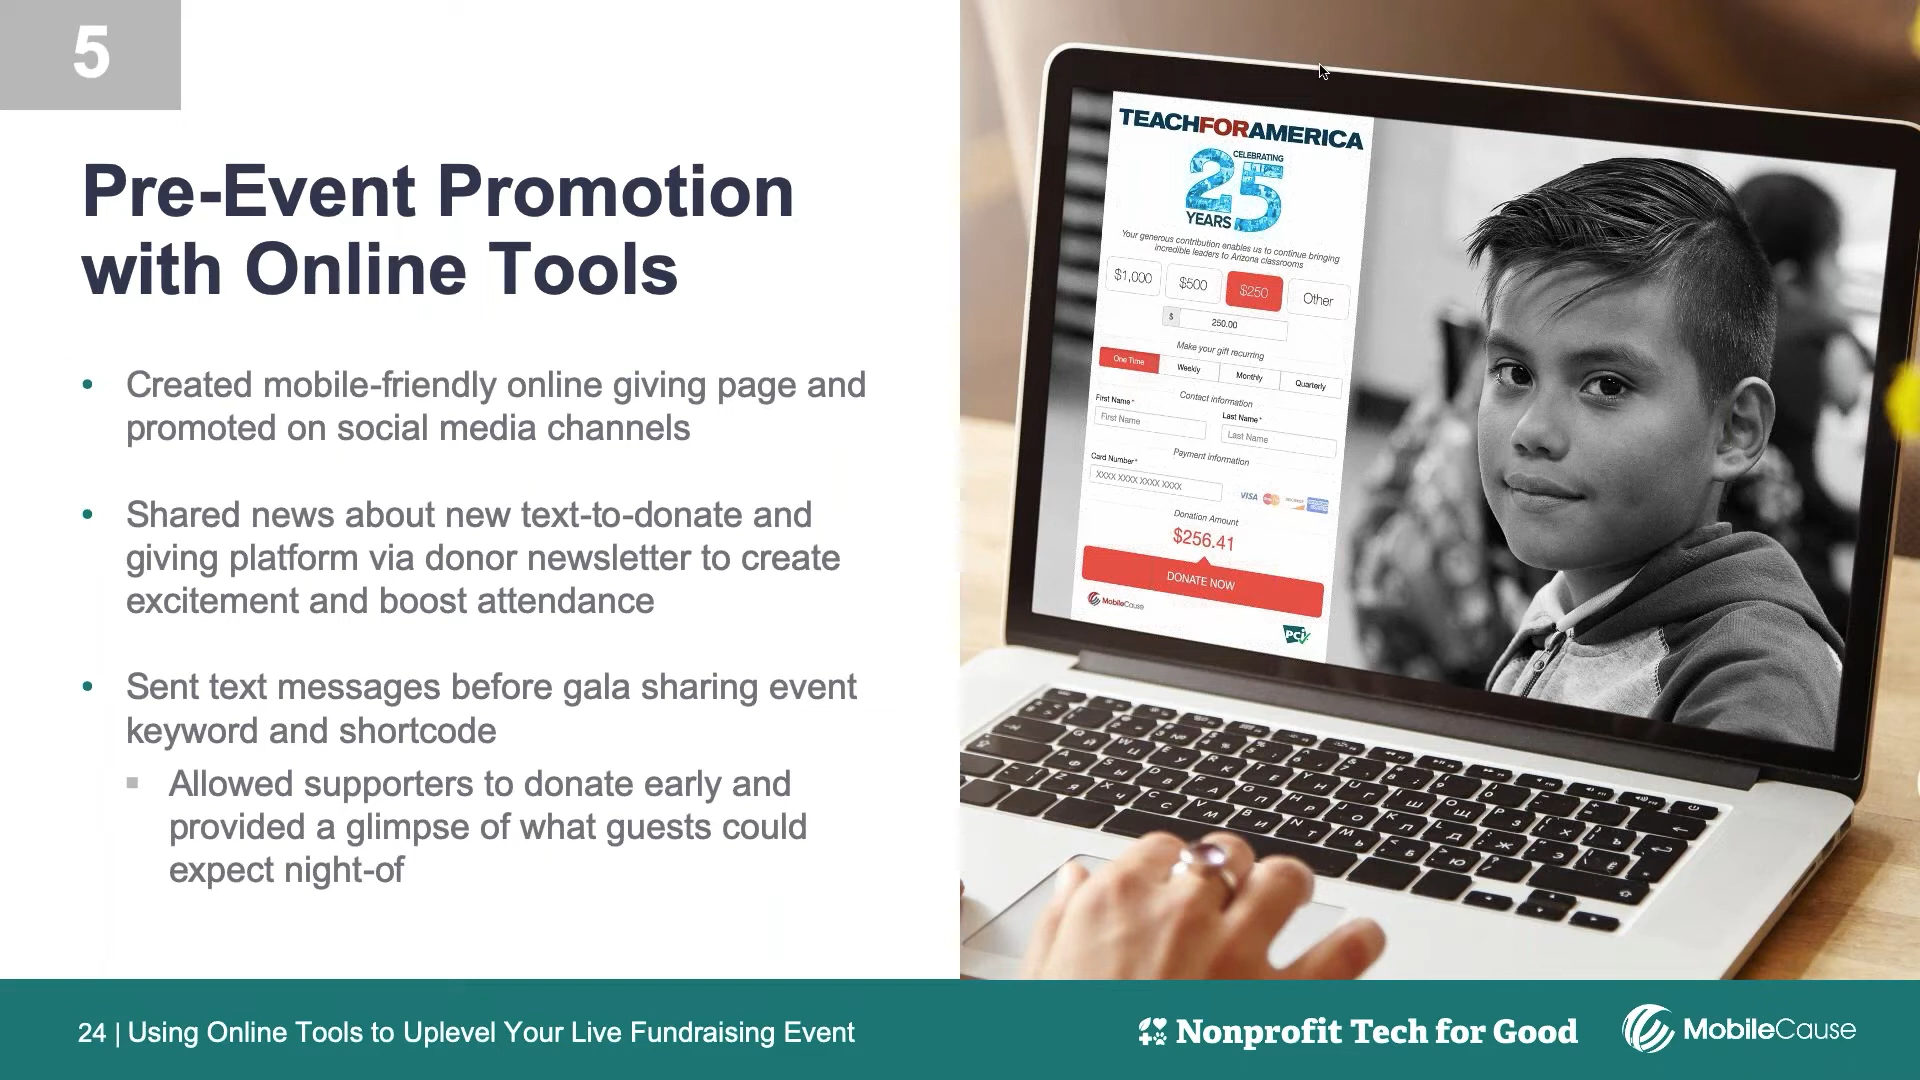 5
Pre-Event Promotion
with Online Tools
• Created mobile-friendly online giving page and
promoted on social media channels
• Shared news about new text-to-donate and
giving platform via donor newsletter to create
excitement and boost attendance
• Sent text messages before gala sharing event
keyword and shortcode
▪ Allowed supporters to donate early and
provided a glimpse of what guests could
expect night-of
TEACHFORAMERICA
CELEBRATING
25
YEARS
Your generous contribution enables us to continue bringing
incredible leaders to Arizona classrooms
$1,000 $500 $250 Other
$ 250.00
Make your gift recurring
One Time Weekly Monthly Quarterly
Contact information
First Name* Last Name*
First Name Last Name
Payment information
Card Number*
XXXX XXXX XXXX XXXX VISA
Donation Amount
$256.41
DONATE NOW
MobileCause
PCI
24 | Using Online Tools to Uplevel Your Live Fundraising Event
Nonprofit Tech for Good
MobileCause